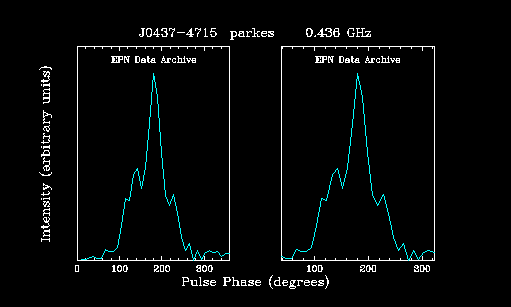 J0437-4715 parkes 0.436 GHz
EPN Data Archive EPN Data Archive
Intensity (arbitrary units)
0 100 200 300 100 200 300
Pulse Phase (degrees)